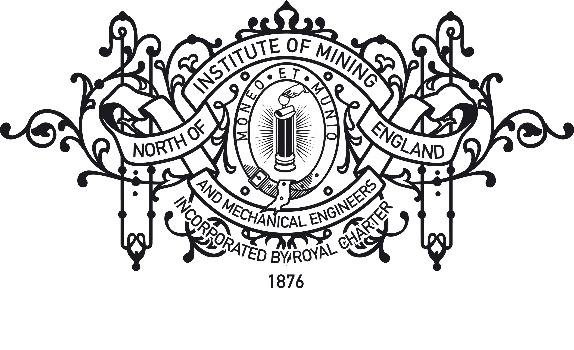 NORTH OF
ENGLAND
INSTITUTE OF MINING
AND MECHANICAL ENGINEERS
MONEO • ET • MUNIO
INCORPORATED BY ROYAL CHARTER
1876